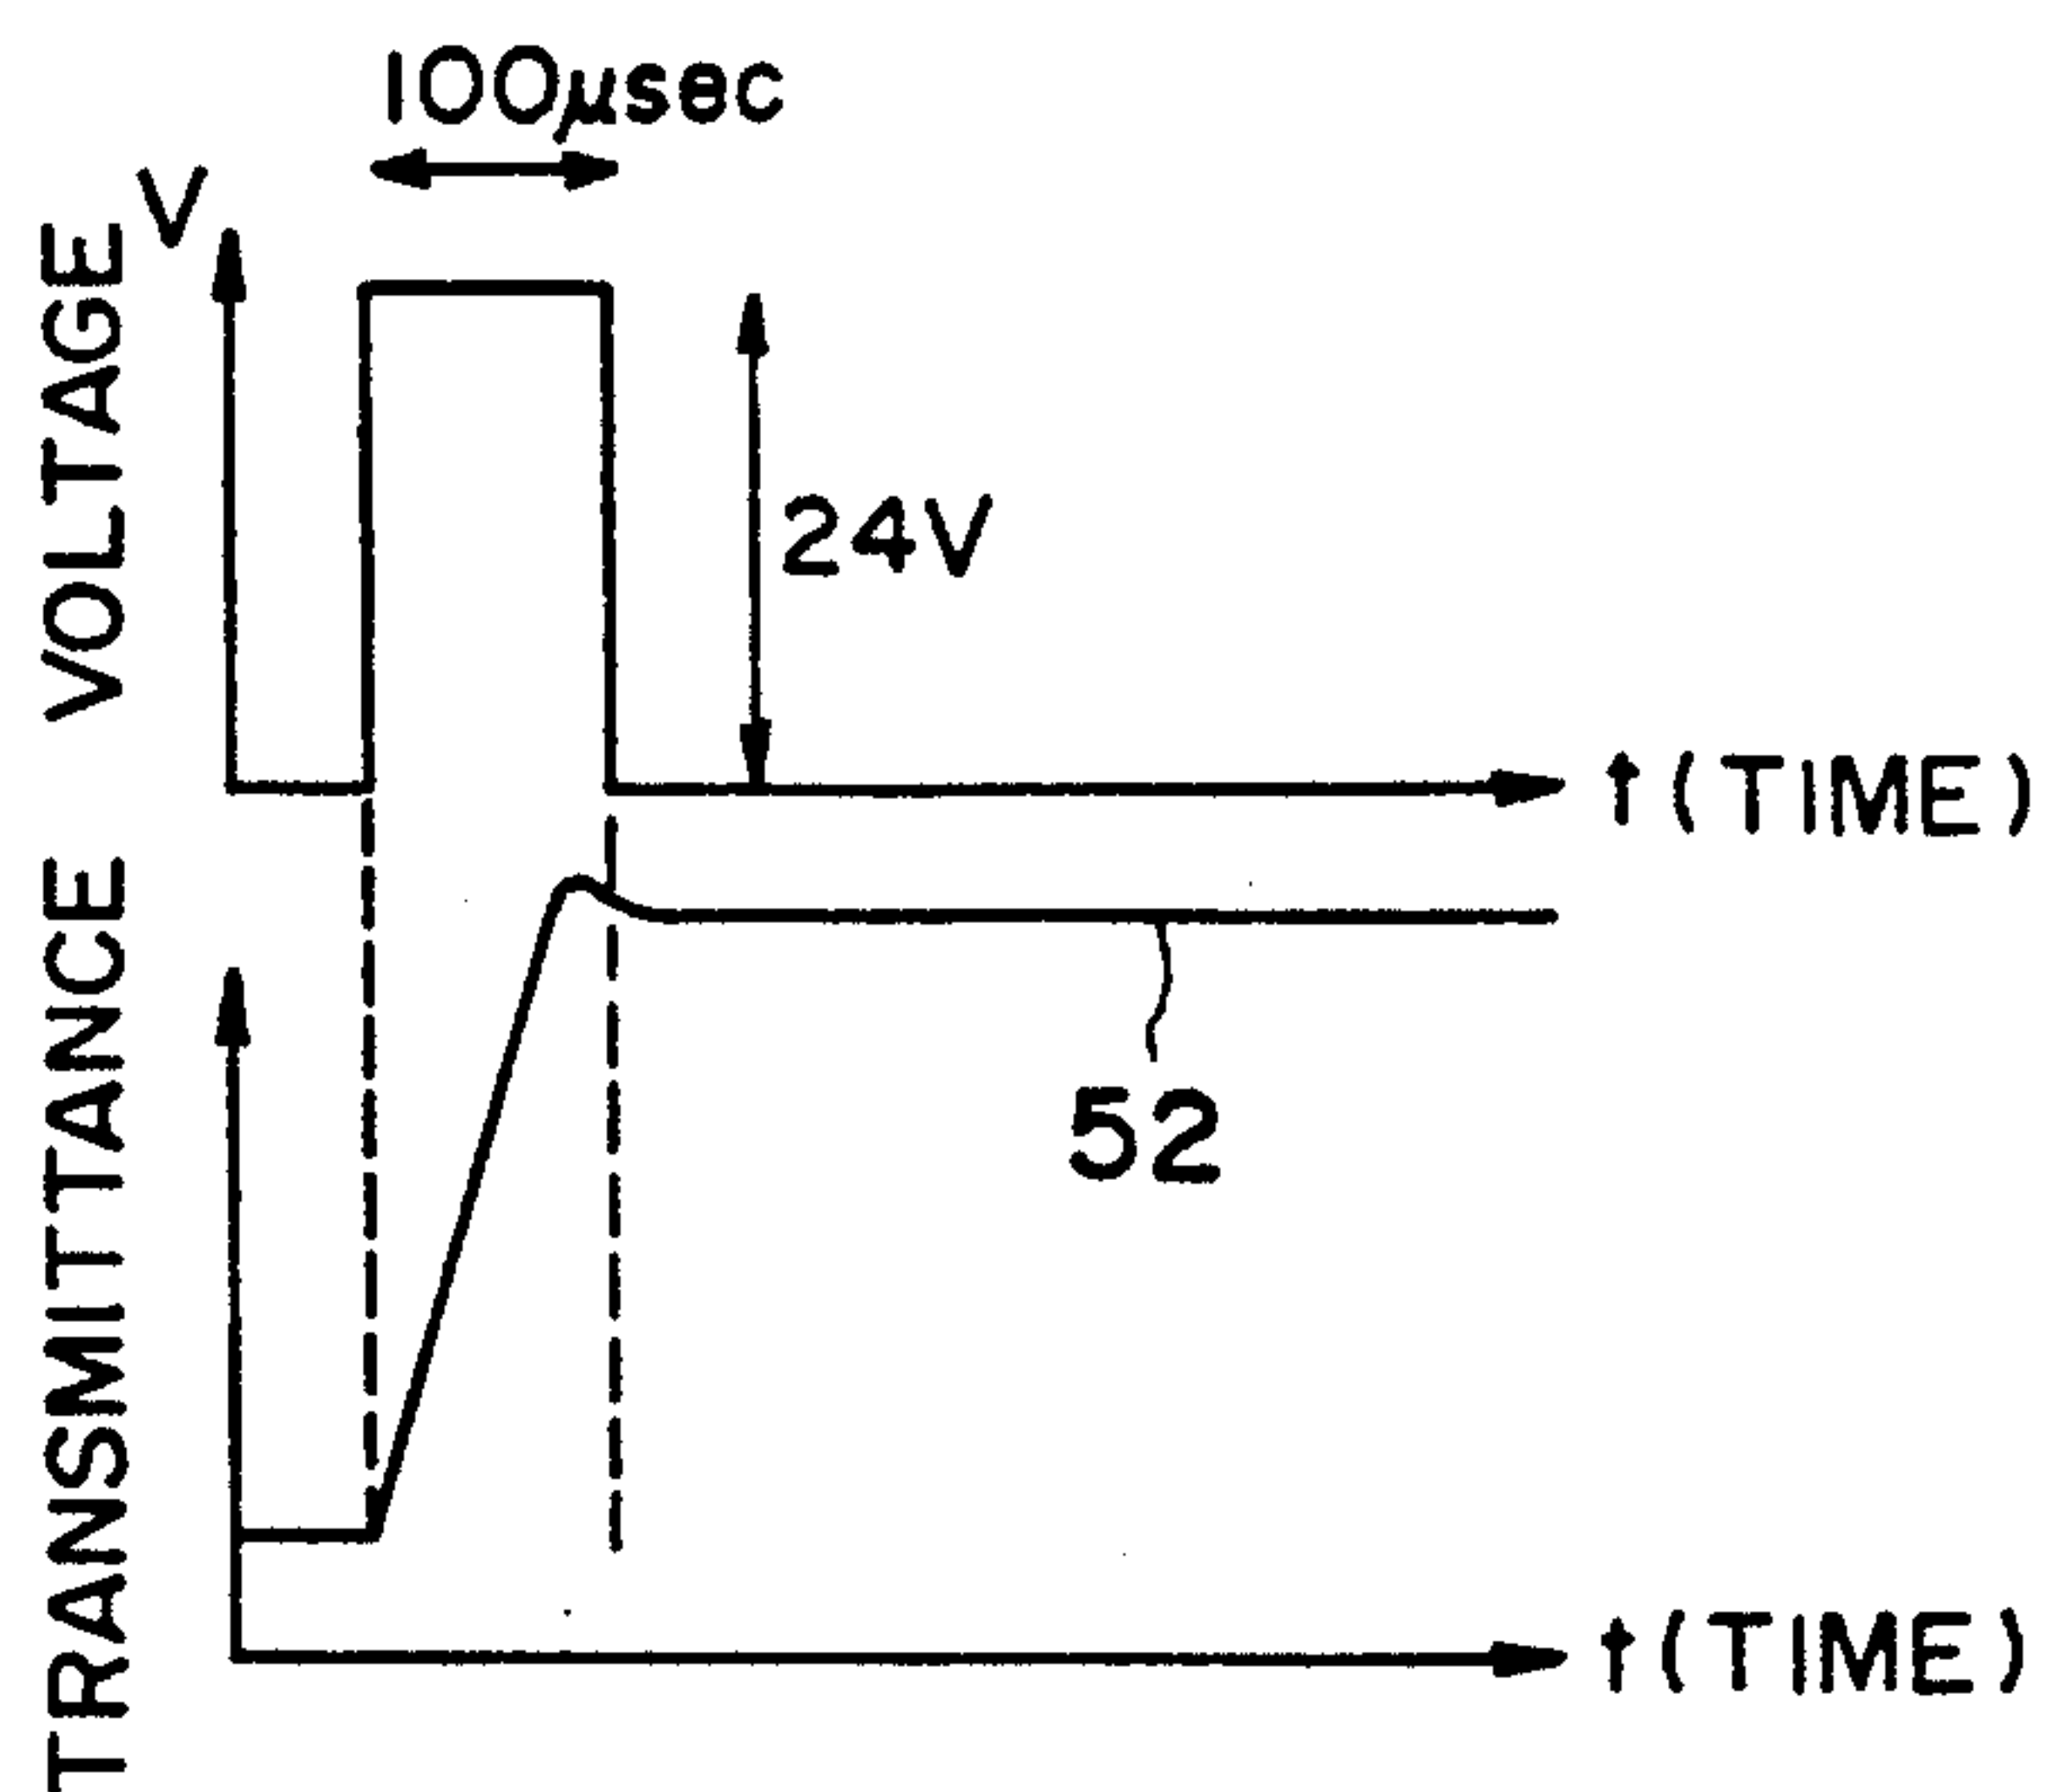 100μsec
V
VOLTAGE
24V
t (TIME)
TRANSMITTANCE
52
t (TIME)